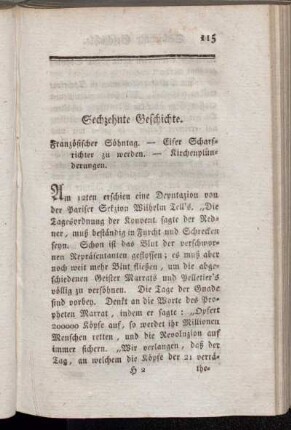 115
Sechzehnte Geschichte.
Französischer Söhntag. — Eifer Scharf-
richter zu werden. — Kirchenplün-
derungen.
Am 12ten erschien eine Deputazion von
der Pariser Sekzion Wilhelm Tell's. „Die
Tagesordnung der Konvent sagte der Red-
ner, muß beständig in Furcht und Schrecken
seyn. Schon ist das Blut der verschwor-
nen Repräsentanten geflossen; es muß aber
noch weit mehr Blut fließen, um die abge-
schiedenen Geister Marrats und Pelletier's
völlig zu versöhnen. Die Tage der Gnade
sind vorbey. Denkt an die Worte des Pro-
pheten Marrat, indem er sagte: „Opfert
200000 Köpfe auf, so werdet ihr Millionen
Menschen retten, und die Revoluzion auf
immer sichern. „Wir verlangen, daß der
Tag, an welchem die Köpfe der 21 verrä-
H 2 the-